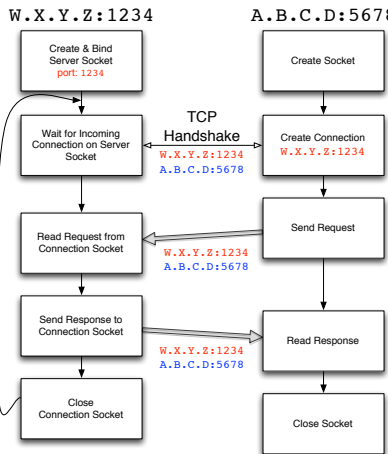 W.X.Y.Z:1234
A.B.C.D:5678
Create & Bind
Server Socket
port: 1234
Create Socket
Wait for Incoming
Connection on Server
Socket
TCP
Handshake
W.X.Y.Z:1234
A.B.C.D:5678
Create Connection
W.X.Y.Z:1234
Read Request from
Connection Socket
W.X.Y.Z:1234
A.B.C.D:5678
Send Request
Send Response to
Connection Socket
W.X.Y.Z:1234
A.B.C.D:5678
Read Response
Close
Connection Socket
Close Socket